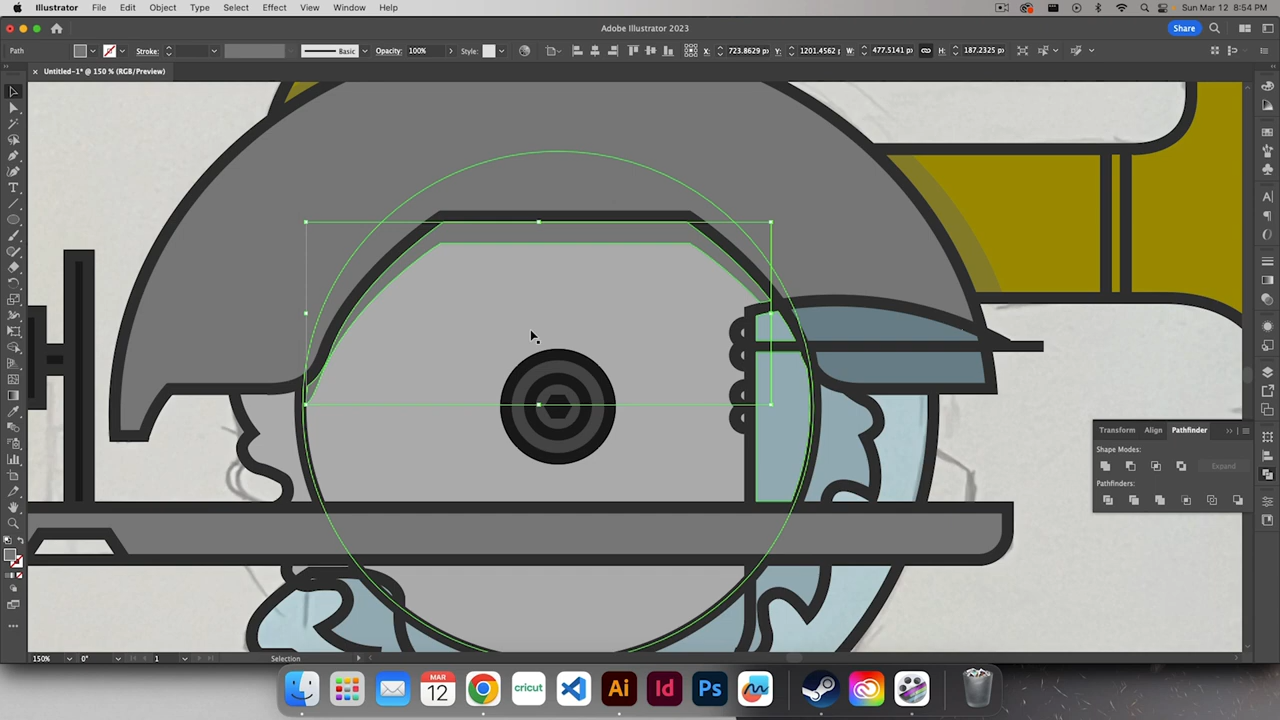 Illustrator File Edit Object Type Select Effect View Window Help Sun Mar 12 8:54 PM
Adobe Illustrator 2023 Share
Path Stroke: Basic Opacity: 100% Style: X: 723.8629 p Y: 1201.4562 W: 477.5141 p H: 187.2325 p
× Untitled-1* @ 150 % (RGB/Preview)
Transform Align Pathfinder
Shape Modes:
Expand
Pathfinders:
150% 0° 1 Selection
MAR
12
cricut
Ai
Id
Ps